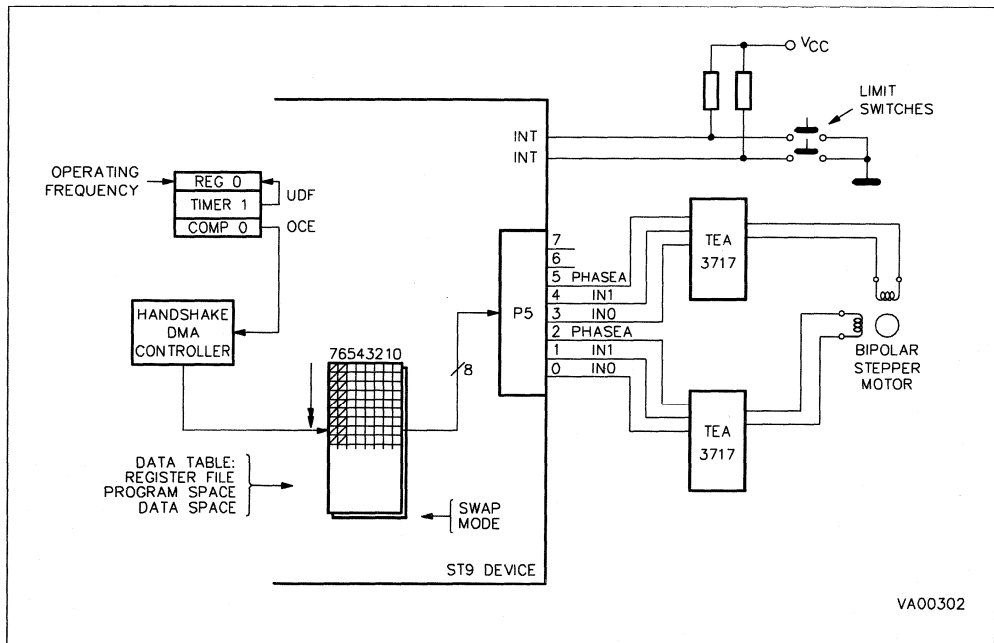 VCC
LIMIT
SWITCHES
INT
INT
OPERATING
FREQUENCY
REG 0
TIMER 1
COMP 0
UDF
OCE
HANDSHAKE
DMA
CONTROLLER
76543210
8
P5
7
6
5 PHASEA
4 IN1
3 IN0
2 PHASEA
1 IN1
0 IN0
TEA
3717
TEA
3717
BIPOLAR
STEPPER
MOTOR
DATA TABLE:
REGISTER FILE
PROGRAM SPACE
DATA SPACE
SWAP
MODE
ST9 DEVICE
VA00302